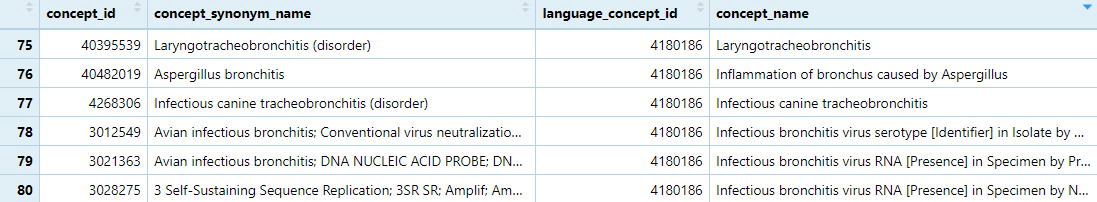 concept_id concept_synonym_name language_concept_id concept_name
75 40395539 Laryngotracheobronchitis (disorder) 4180186 Laryngotracheobronchitis
76 40482019 Aspergillus bronchitis 4180186 Inflammation of bronchus caused by Aspergillus
77 4268306 Infectious canine tracheobronchitis (disorder) 4180186 Infectious canine tracheobronchitis
78 3012549 Avian infectious bronchitis; Conventional virus neutralizatio... 4180186 Infectious bronchitis virus serotype [Identifier] in Isolate by ...
79 3021363 Avian infectious bronchitis; DNA NUCLEIC ACID PROBE; DN... 4180186 Infectious bronchitis virus RNA [Presence] in Specimen by Pr...
80 3028275 3 Self-Sustaining Sequence Replication; 3SR SR; Amplif; Am... 4180186 Infectious bronchitis virus RNA [Presence] in Specimen by N...